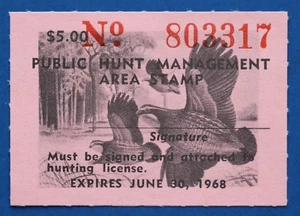 $5.00 No 803317
PUBLIC HUNT MANAGEMENT
AREA STAMP
Signature
Must be signed and attached to
hunting license.
EXPIRES JUNE 30, 1968